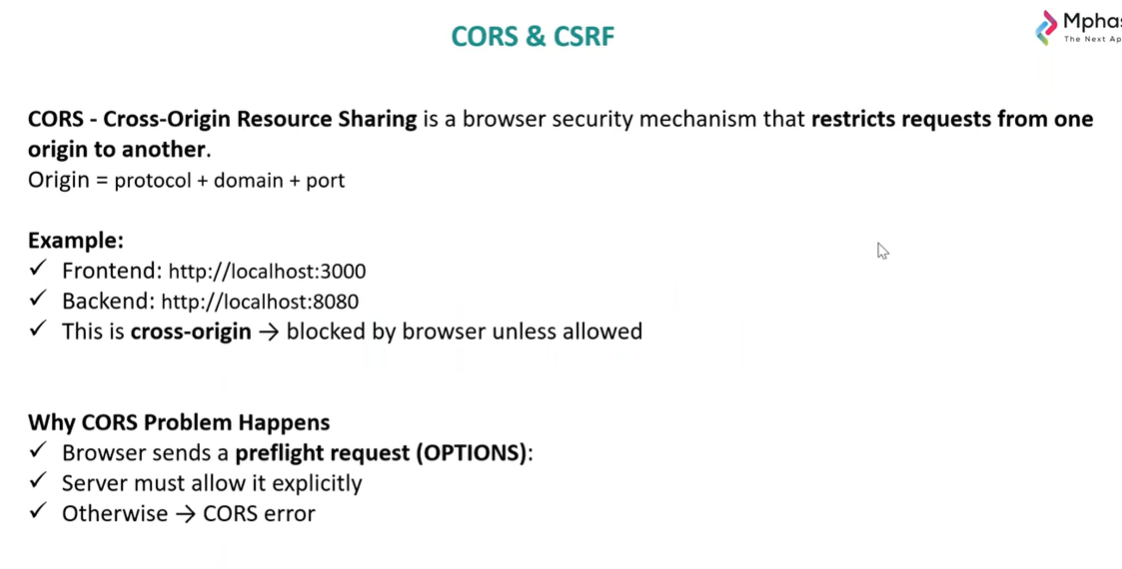 CORS & CSRF
The Next Ap
CORS - Cross-Origin Resource Sharing is a browser security mechanism that restricts requests from one
origin to another.
Origin = protocol + domain + port
Example:
✓ Frontend: http://localhost:3000
✓ Backend: http://localhost:8080
✓ This is cross-origin → blocked by browser unless allowed
Why CORS Problem Happens
✓ Browser sends a preflight request (OPTIONS):
✓ Server must allow it explicitly
✓ Otherwise → CORS error